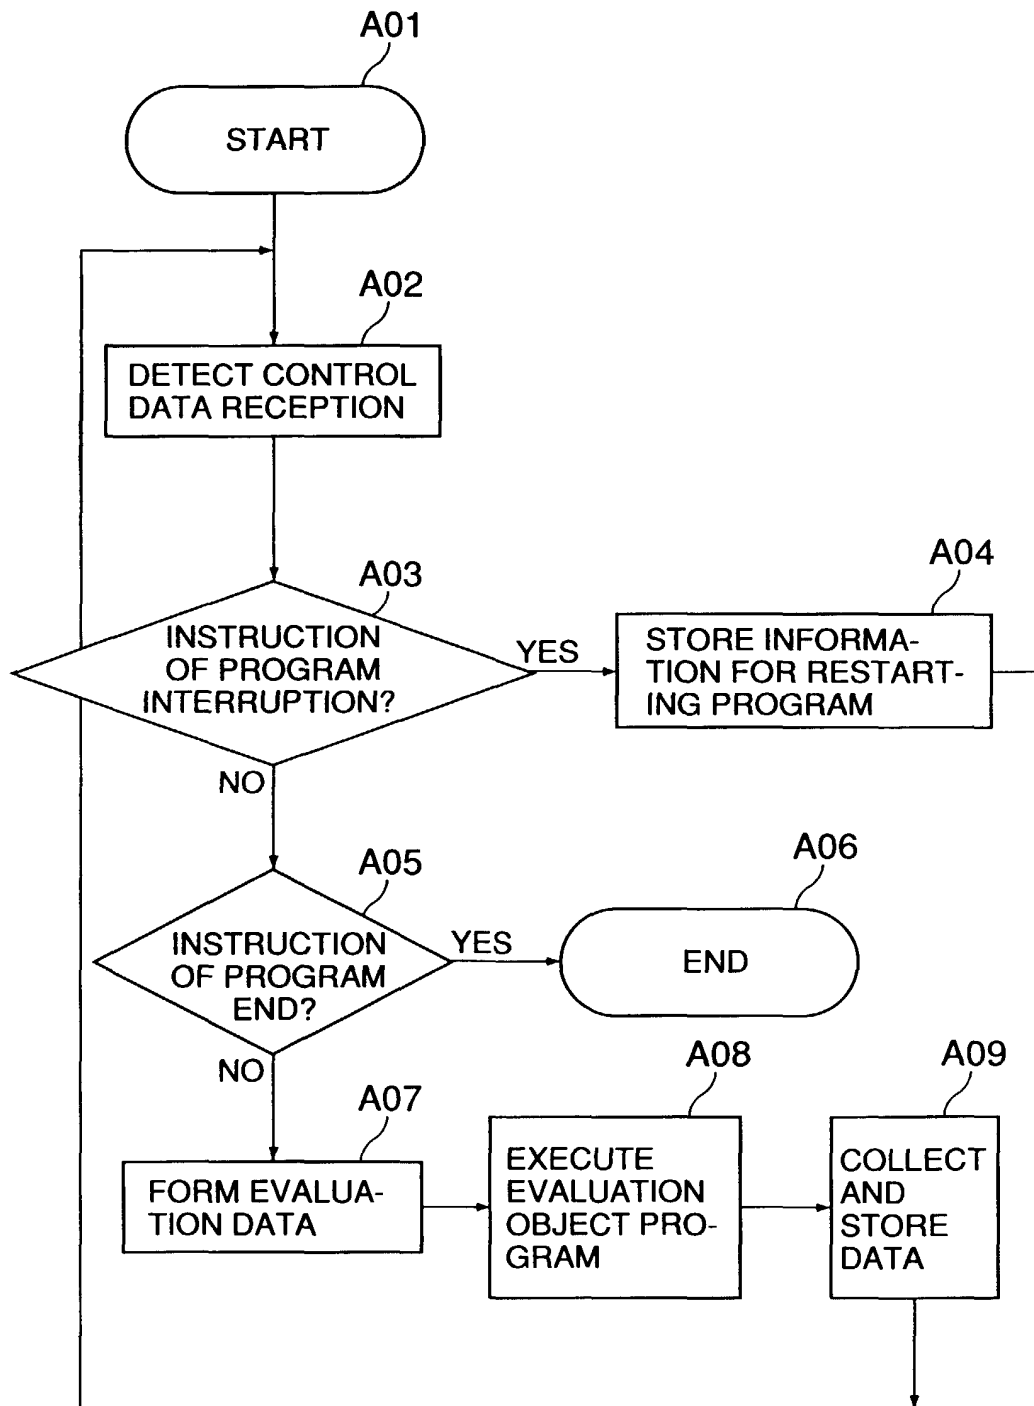 A01
START
A02
DETECT CONTROL
DATA RECEPTION
A03
INSTRUCTION
OF PROGRAM
INTERRUPTION?
YES
A04
STORE INFORMA-
TION FOR RESTART-
ING PROGRAM
NO
A05
INSTRUCTION
OF PROGRAM
END?
YES
A06
END
NO
A07
FORM EVALUA-
TION DATA
A08
EXECUTE
EVALUATION
OBJECT PRO-
GRAM
A09
COLLECT
AND
STORE
DATA